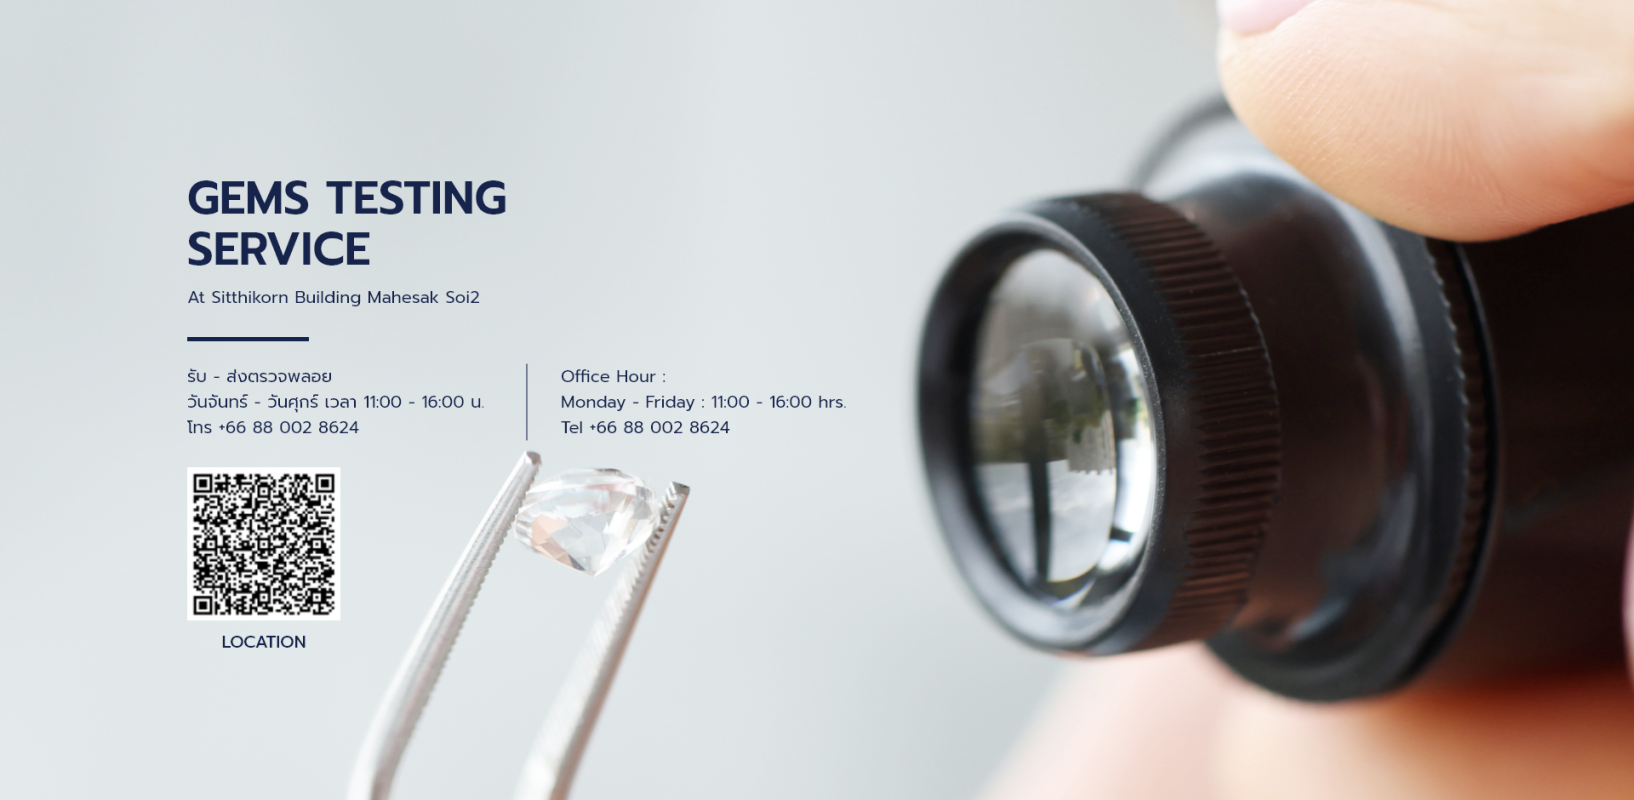 GEMS TESTING
SERVICE
At Sitthikorn Building Mahesak Soi2
รับ - ส่งตรวจพลอย
วันจันทร์ - วันศุกร์ เวลา 11:00 - 16:00 น.
โทร +66 88 002 8624
Office Hour :
Monday - Friday : 11:00 - 16:00 hrs.
Tel +66 88 002 8624
LOCATION